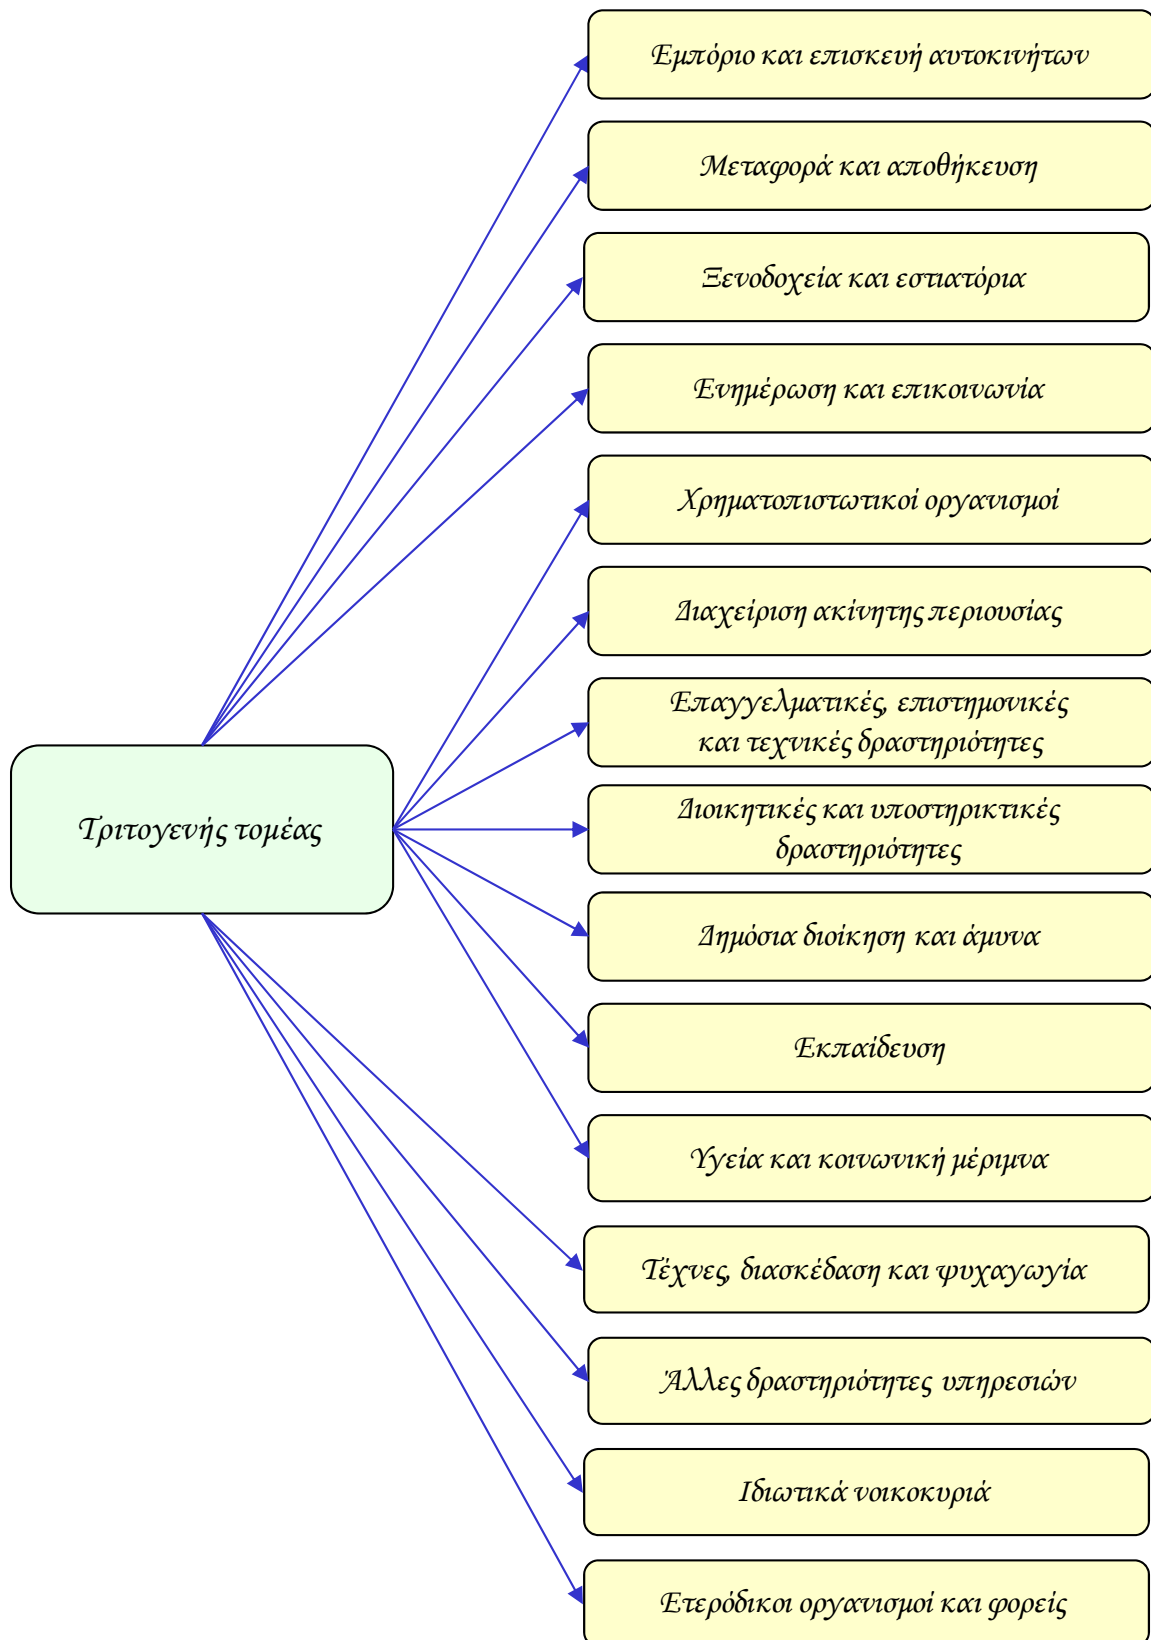 Εμπόριο και επισκευή αυτοκινήτων
Μεταφορά και αποθήκευση
Ξενοδοχεία και εστιατόρια
Ενημέρωση και επικοινωνία
Χρηματοπιστωτικοί οργανισμοί
Διαχείριση ακίνητης περιουσίας
Επαγγελματικές, επιστημονικές
και τεχνικές δραστηριότητες
Τριτογενής τομέας
Διοικητικές και υποστηρικτικές
δραστηριότητες
Δημόσια διοίκηση και άμυνα
Εκπαίδευση
Υγεία και κοινωνική μέριμνα
Τέχνες, διασκέδαση και ψυχαγωγία
Άλλες δραστηριότητες υπηρεσιών
Ιδιωτικά νοικοκυριά
Ετερόδικοι οργανισμοί και φορείς